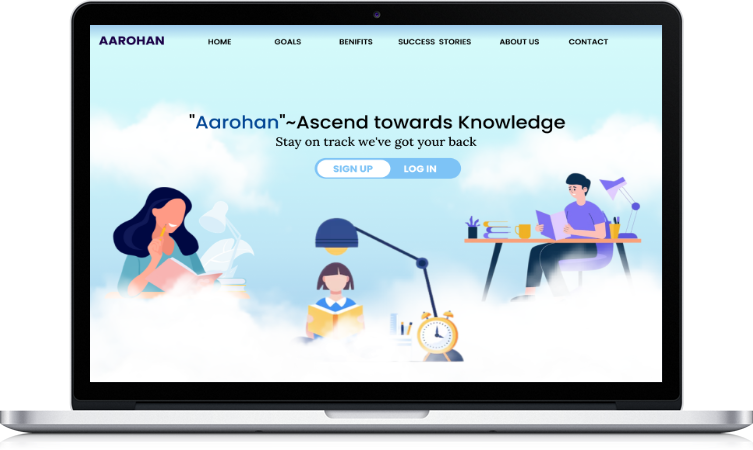 AAROHAN HOME GOALS BENIFITS SUCCESS STORIES ABOUT US CONTACT
"Aarohan"~Ascend towards Knowledge
Stay on track we've got your back
SIGN UP LOG IN